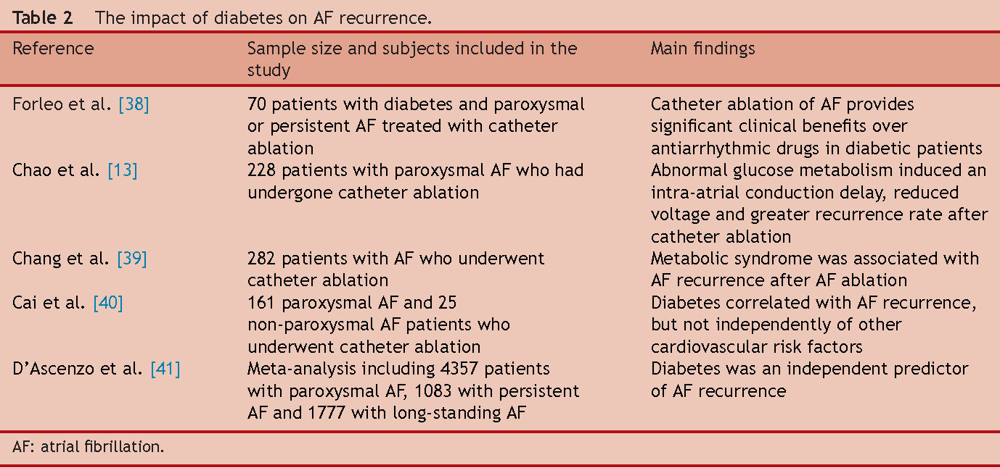 Table 2 The impact of diabetes on AF recurrence.
Reference
Sample size and subjects included in the
study
Main findings
Forleo et al. [38]
70 patients with diabetes and paroxysmal
or persistent AF treated with catheter
ablation
Catheter ablation of AF provides
significant clinical benefits over
antiarrhythmic drugs in diabetic patients
Chao et al. [13]
228 patients with paroxysmal AF who had
undergone catheter ablation
Abnormal glucose metabolism induced an
intra-atrial conduction delay, reduced
voltage and greater recurrence rate after
catheter ablation
Chang et al. [39]
282 patients with AF who underwent
catheter ablation
Metabolic syndrome was associated with
AF recurrence after AF ablation
Cai et al. [40]
161 paroxysmal AF and 25
non-paroxysmal AF patients who
underwent catheter ablation
Diabetes correlated with AF recurrence,
but not independently of other
cardiovascular risk factors
D’Ascenzo et al. [41]
Meta-analysis including 4357 patients
with paroxysmal AF, 1083 with persistent
AF and 1777 with long-standing AF
Diabetes was an independent predictor
of AF recurrence
AF: atrial fibrillation.